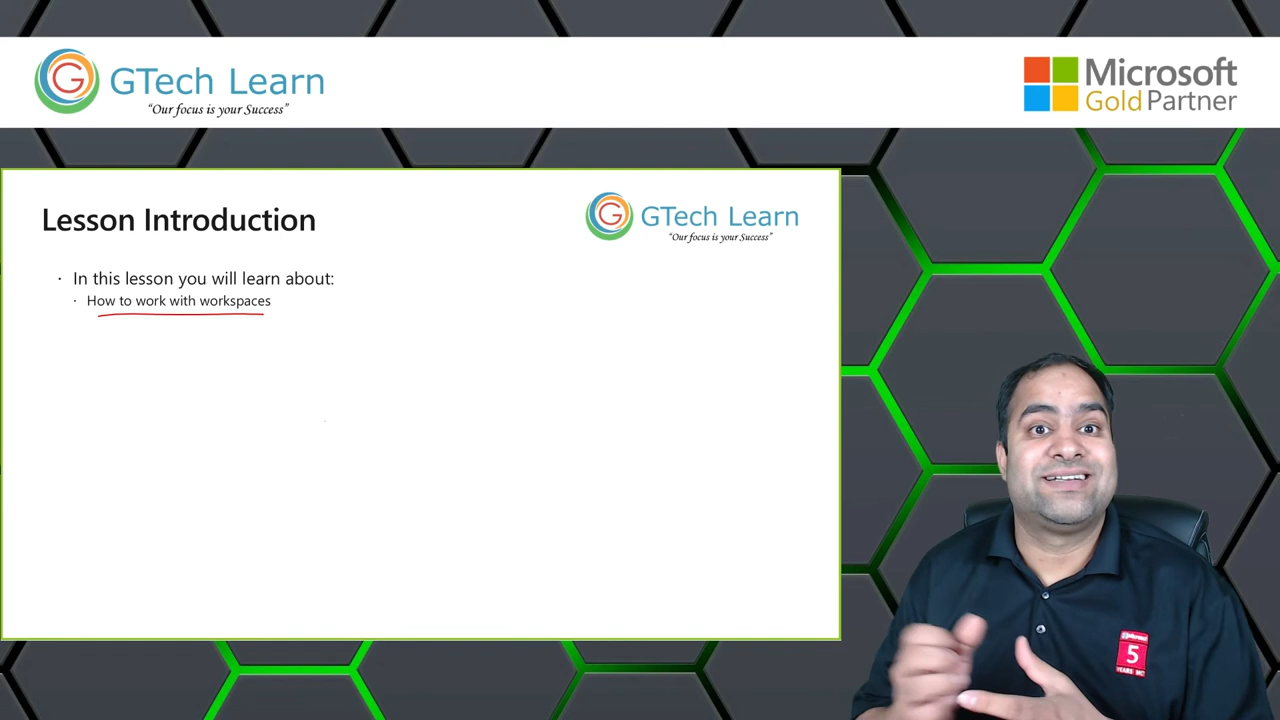 GTech Learn
"Our focus is your Success"
Microsoft
Gold Partner
Lesson Introduction
GTech Learn
"Our focus is your Success"
· In this lesson you will learn about:
· How to work with workspaces
5